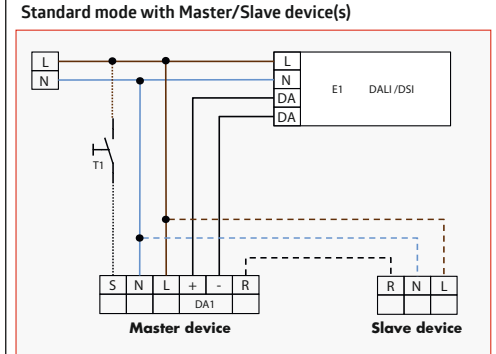 Standard mode with Master/Slave device(s)
L
N
L
N
DA
DA
E1 DALI/DSI
T1
S N L + - R
DA1
Master device
R N L
Slave device